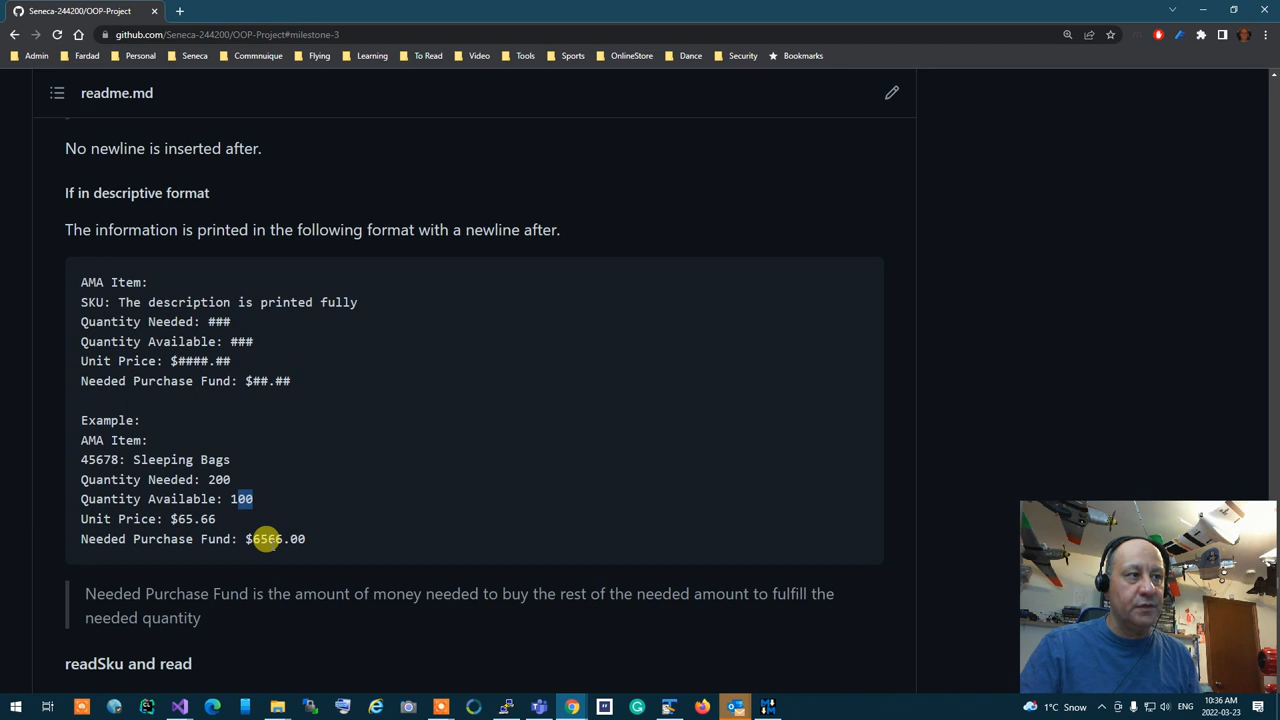 Seneca-244200/OOP-Project
github.com/Seneca-244200/OOP-Project#milestone-3
Admin Fardad Personal Seneca Commnuique Flying Learning To Read Video Tools Sports OnlineStore Dance Security Bookmarks
readme.md
No newline is inserted after.
If in descriptive format
The information is printed in the following format with a newline after.
AMA Item:
SKU: The description is printed fully
Quantity Needed: ###
Quantity Available: ###
Unit Price: $####.##
Needed Purchase Fund: $##.##
Example:
AMA Item:
45678: Sleeping Bags
Quantity Needed: 200
Quantity Available: 100
Unit Price: $65.66
Needed Purchase Fund: $6566.00
Needed Purchase Fund is the amount of money needed to buy the rest of the needed amount to fulfill the
needed quantity
readSku and read
1°C Snow ENG 10:36 AM
2022-03-23